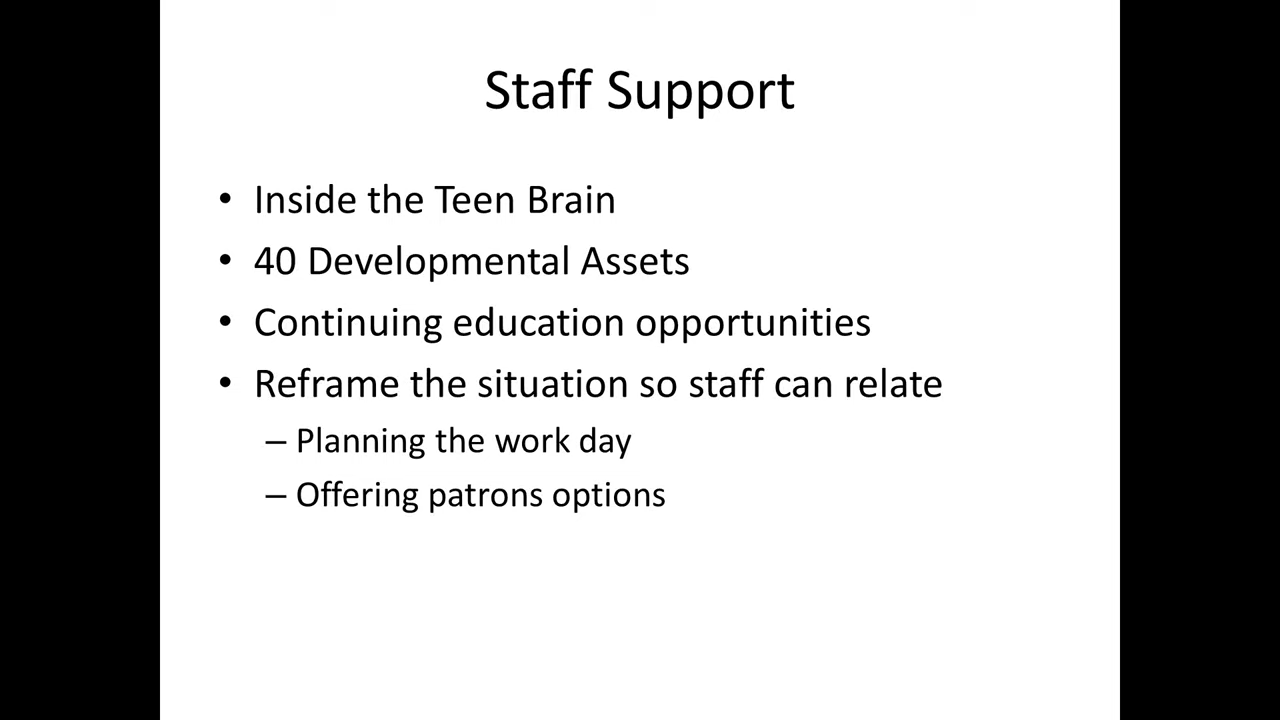 Staff Support
• Inside the Teen Brain
• 40 Developmental Assets
• Continuing education opportunities
• Reframe the situation so staff can relate
– Planning the work day
– Offering patrons options